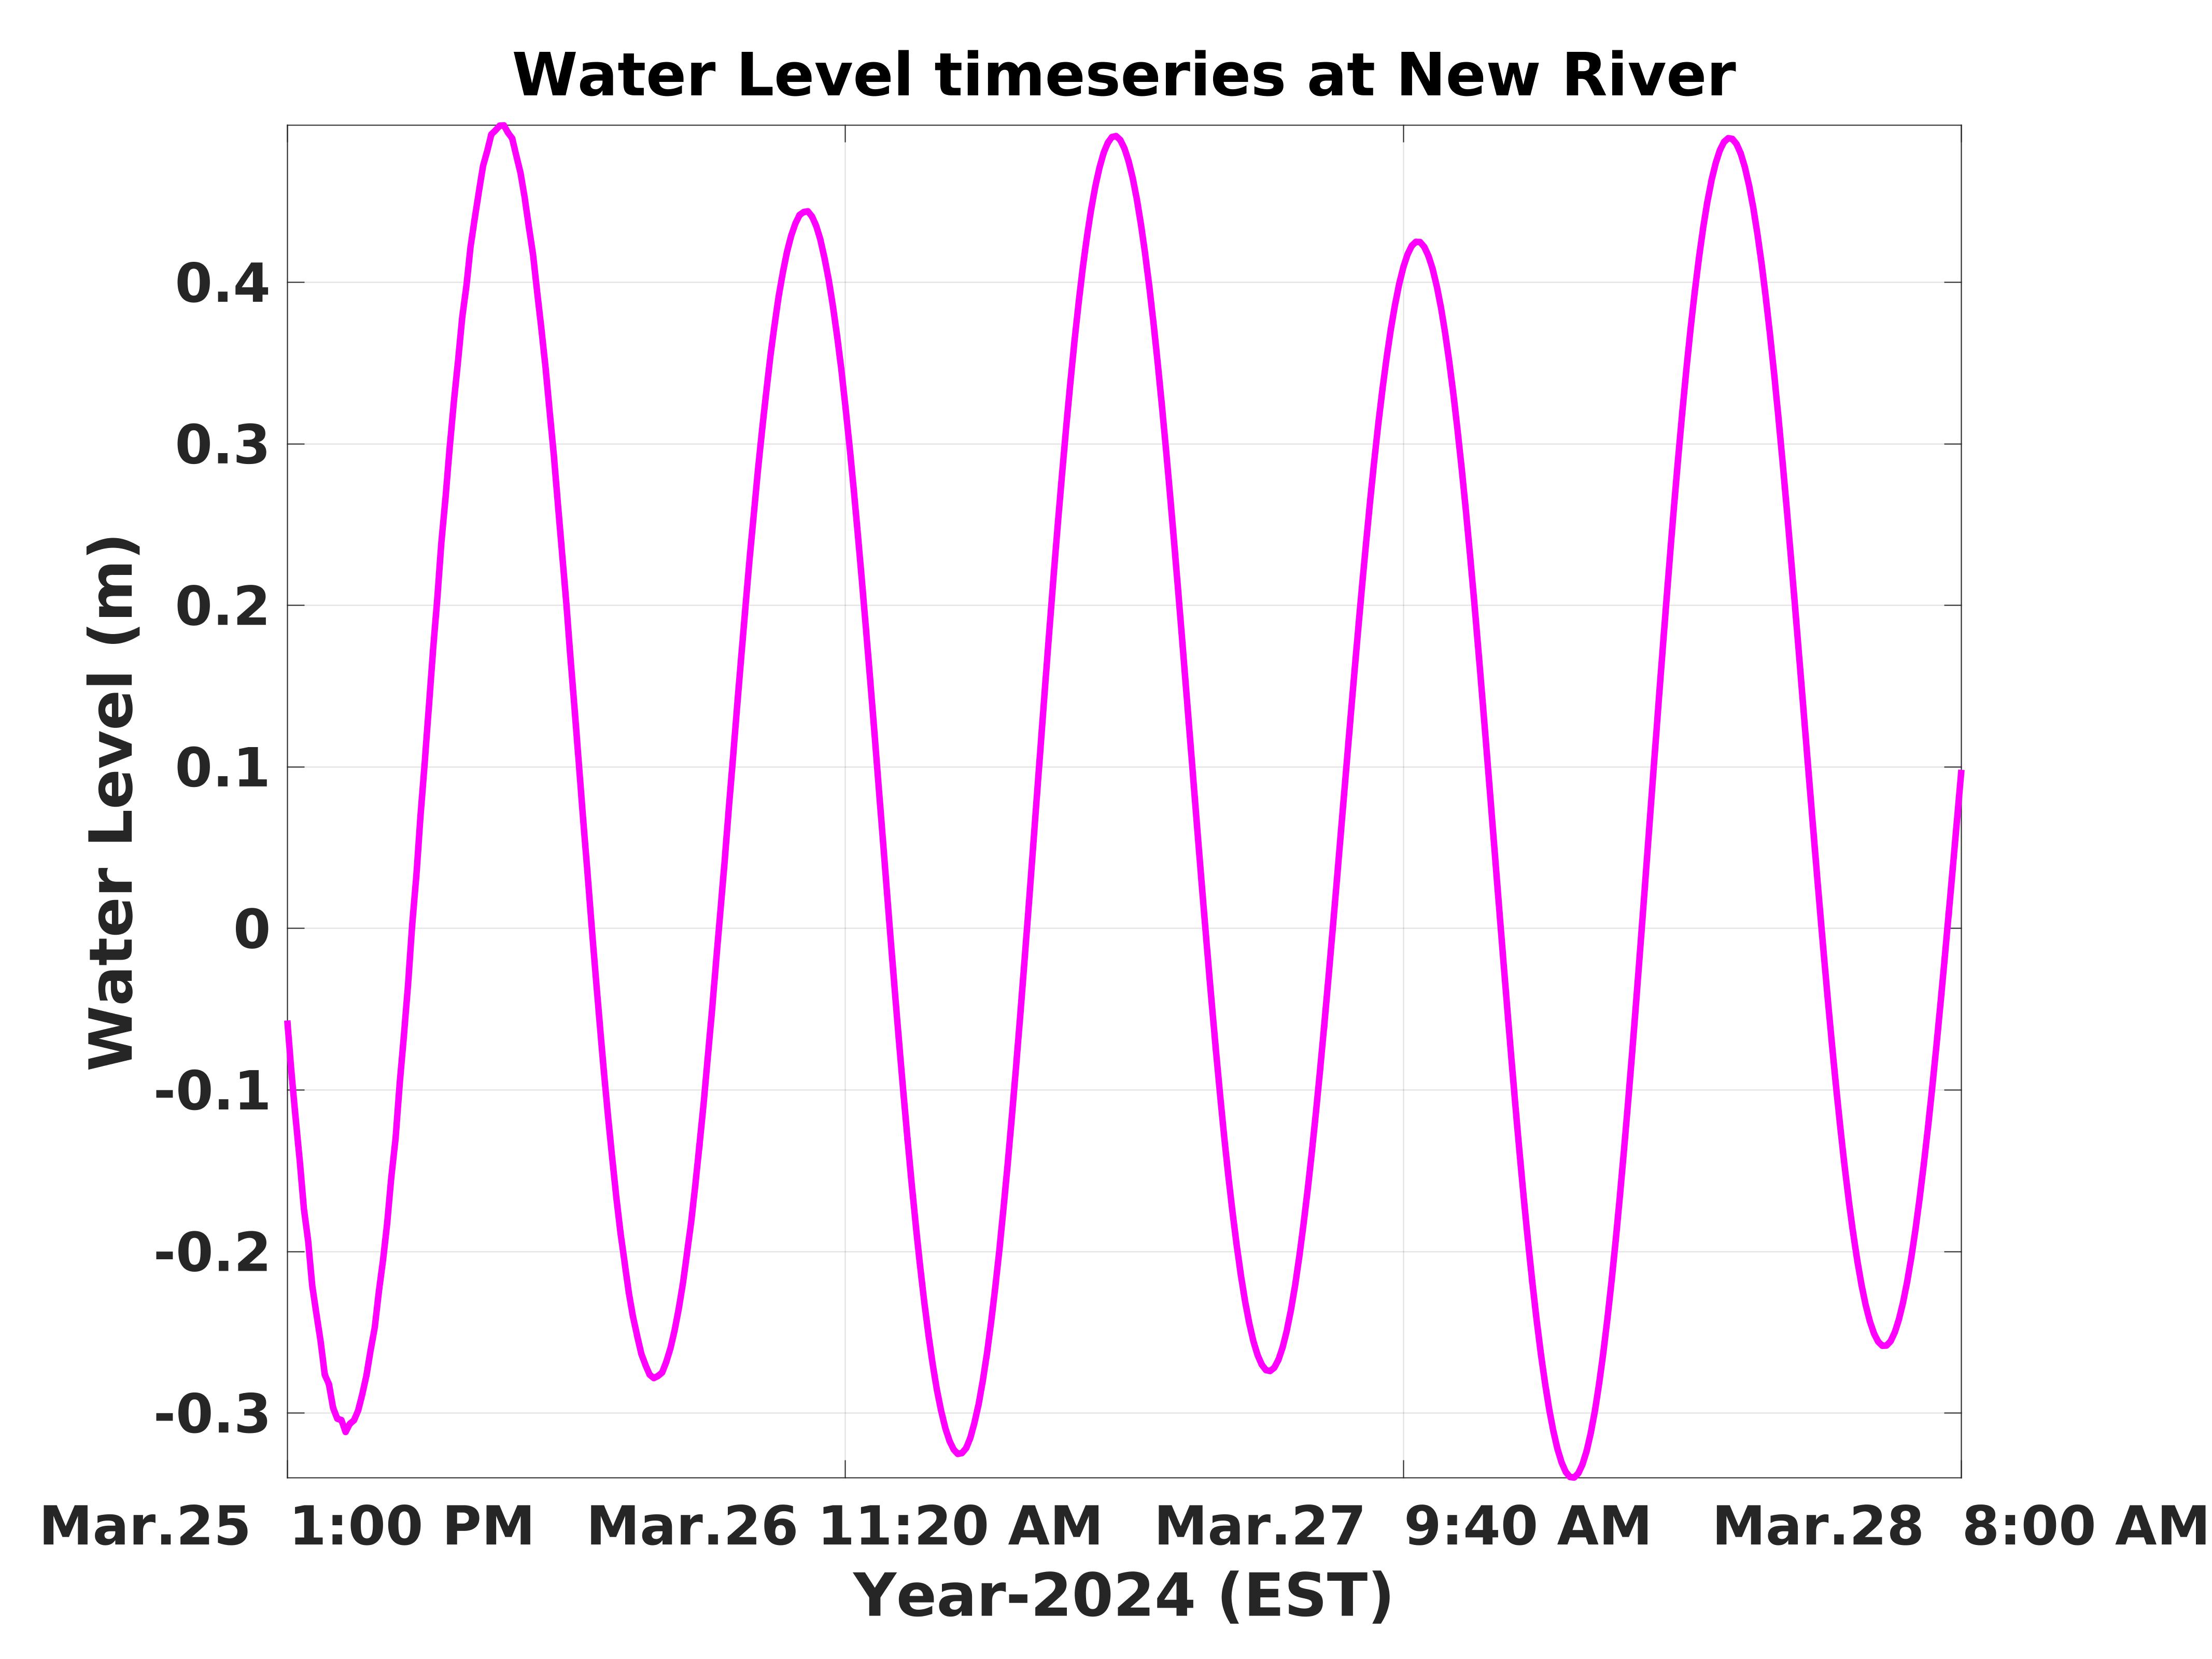 Water Level timeseries at New River
Water Level (m)
0.4
0.3
0.2
0.1
0
-0.1
-0.2
-0.3
Mar.25 1:00 PM Mar.26 11:20 AM Mar.27 9:40 AM Mar.28 8:00 AM
Year-2024 (EST)